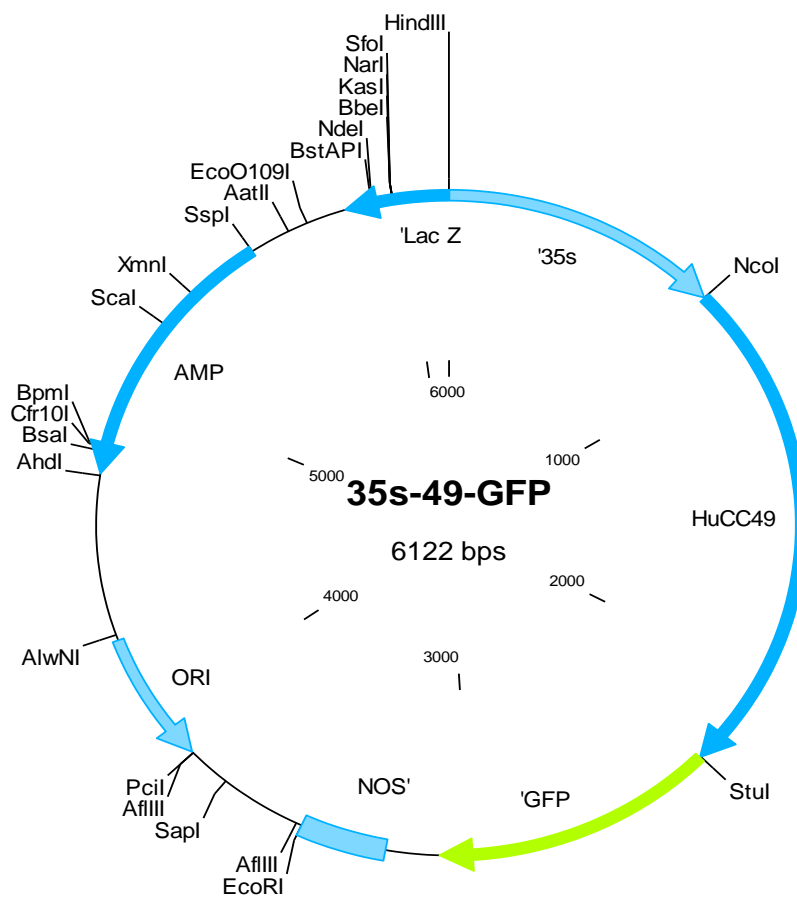 HindIII
SfoI
NarI
KasI
BbeI
NdeI
BstAPI
EcoO109I
AatII
SspI
'Lac Z
'35s
NcoI
XmnI
ScaI
AMP
6000
BpmI
Cfr10I
BsaI
AhdI
1000
5000
35s-49-GFP
HuCC49
6122 bps
2000
4000
3000
AlwNI
ORI
PciI
AflIII
SapI
NOS'
'GFP
StuI
AflIII
EcoRI